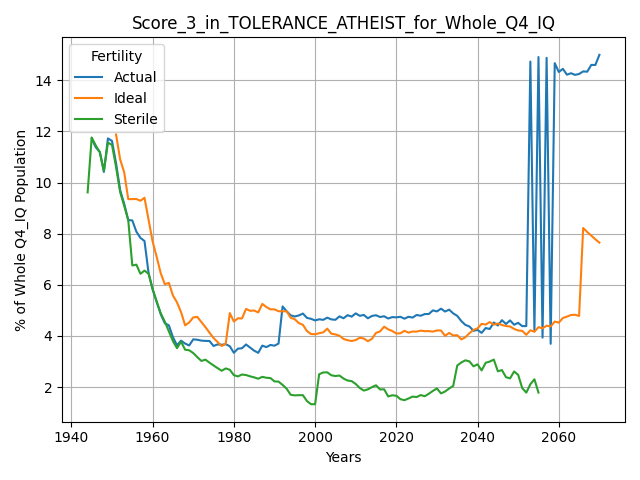 Score_3_in_TOLERANCE_ATHEIST_for_Whole_Q4_IQ
Fertility
Actual
Ideal
Sterile
% of Whole Q4_IQ Population
14
12
10
8
6
4
2
1940 1960 1980 2000 2020 2040 2060
Years